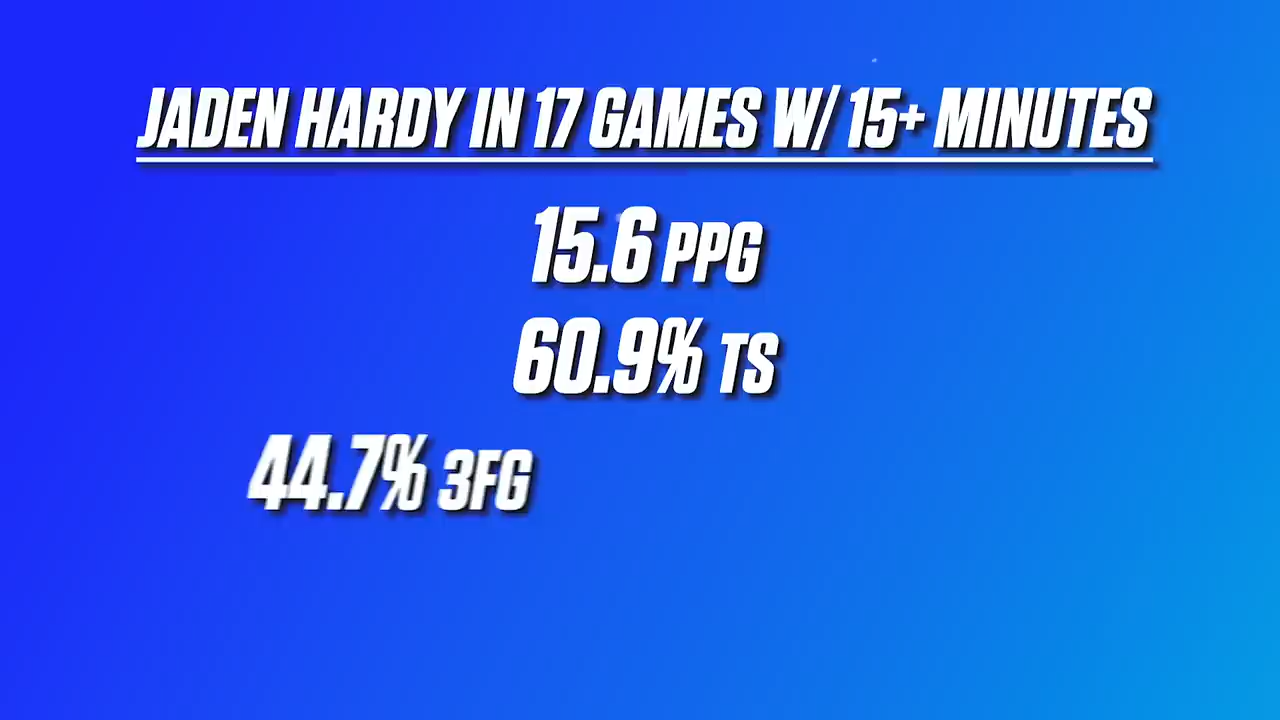 JADEN HARDY IN 17 GAMES W/ 15+ MINUTES
15.6 PPG
60.9% TS
44.7% 3FG